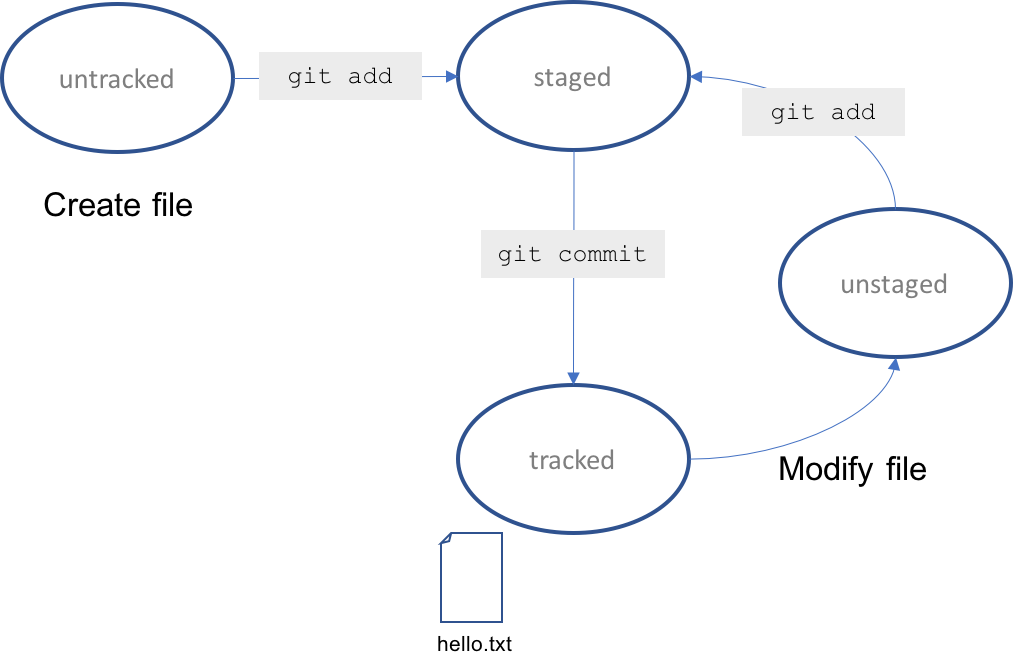 untracked
git add
staged
git add
Create file
git commit
unstaged
tracked
Modify file
hello.txt